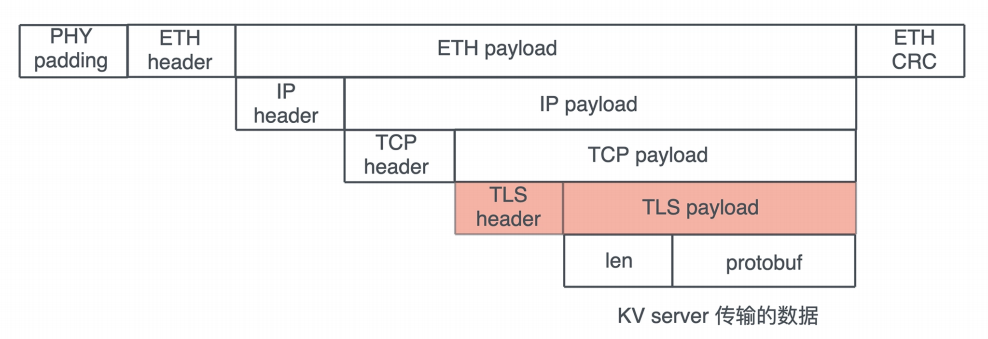 PHY
padding
ETH
header
ETH payload
ETH
CRC
IP
header
IP payload
TCP
header
TCP payload
TLS
header
TLS payload
len
protobuf
KV server 传输的数据